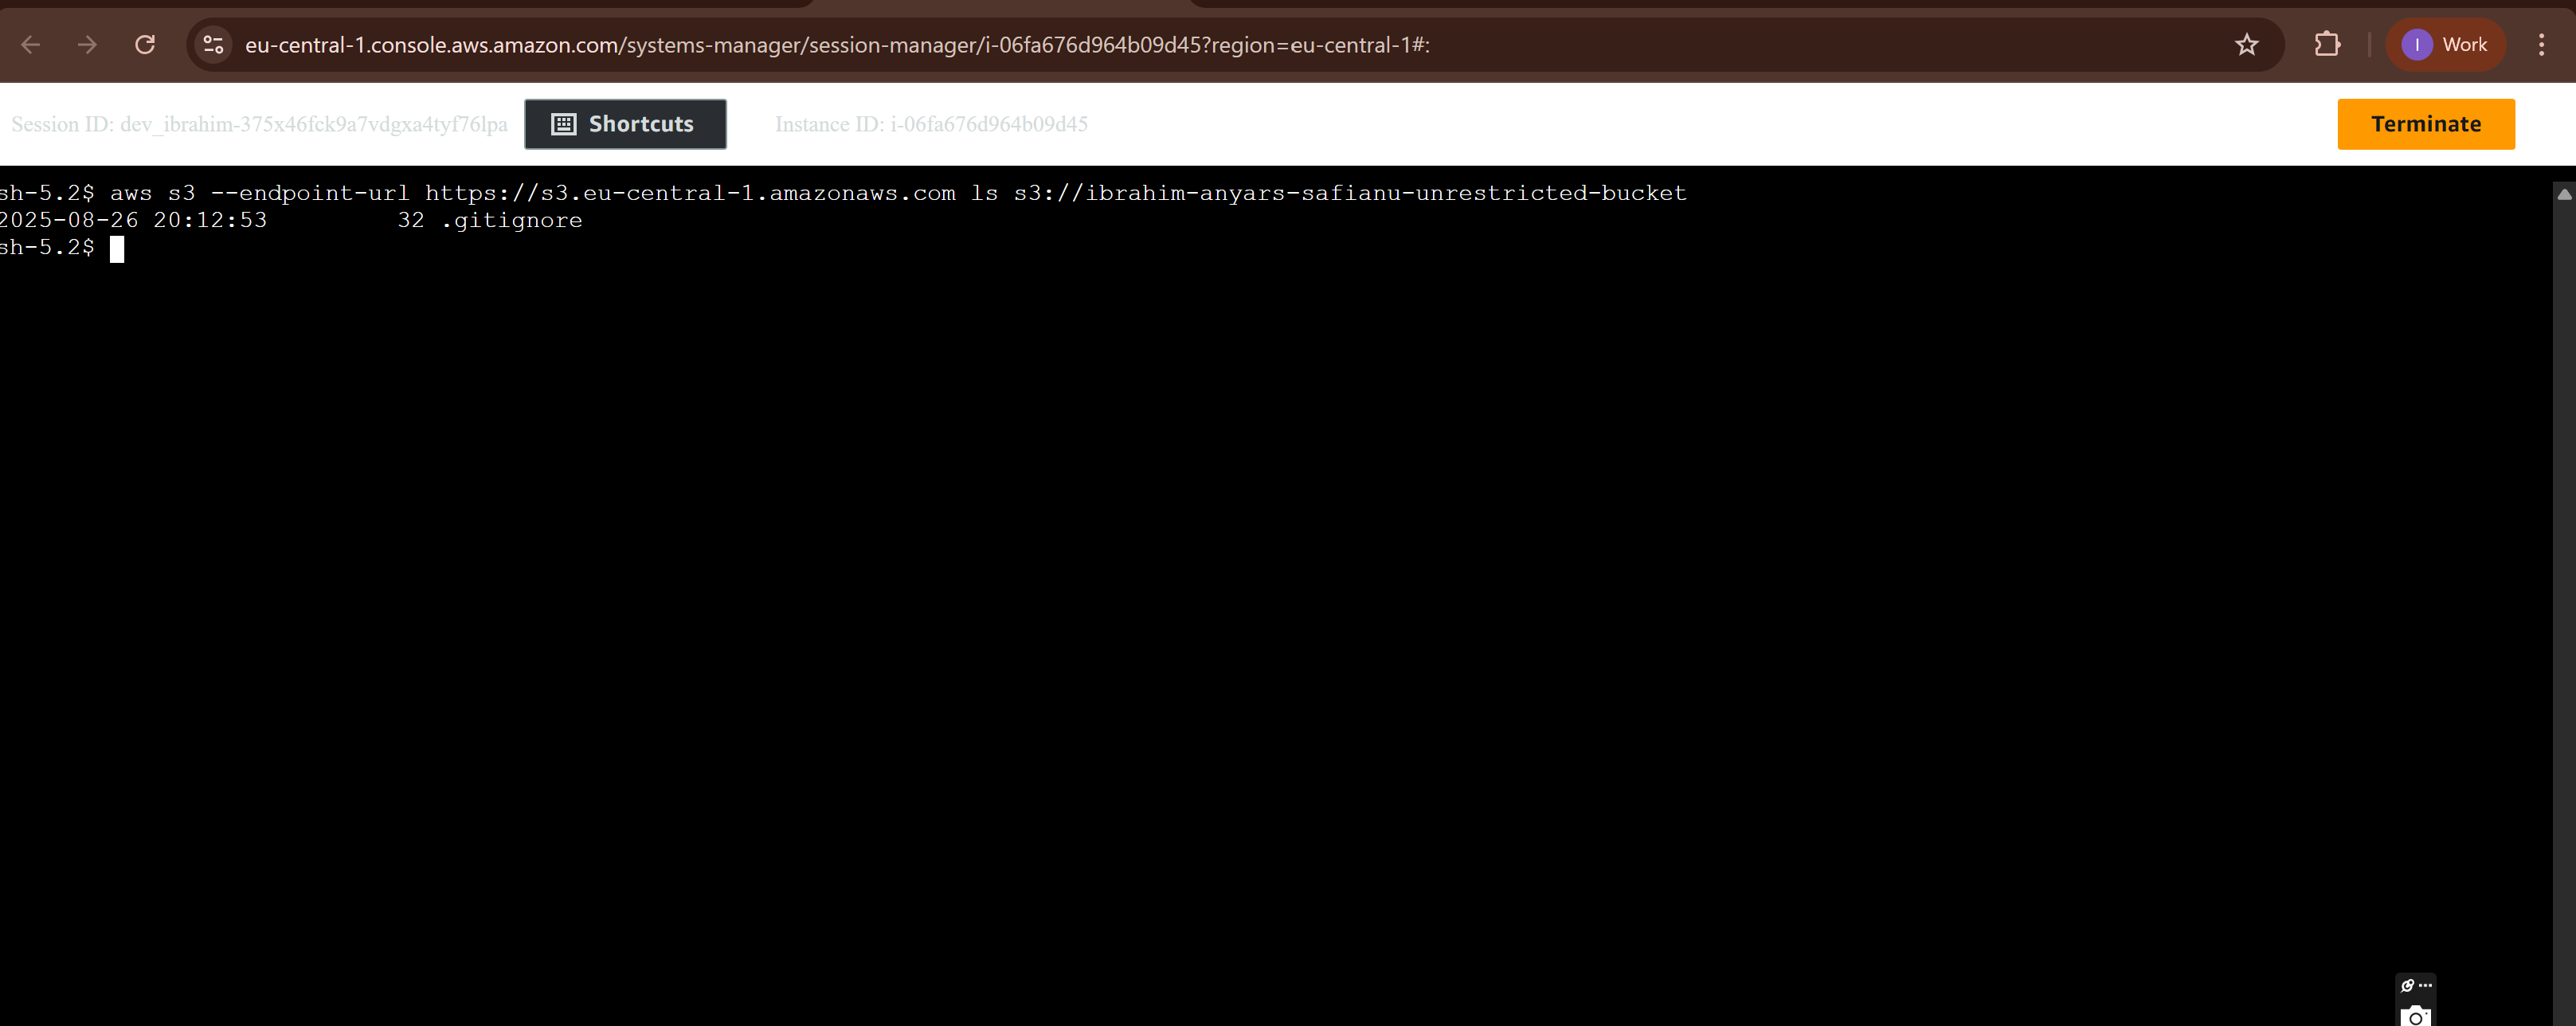 eu-central-1.console.aws.amazon.com/systems-manager/session-manager/i-06fa676d964b09d45?region=eu-central-1#:
I Work
Session ID: dev_ibrahim-375x46fck9a7vdgxa4tyf76lpa Shortcuts Instance ID: i-06fa676d964b09d45 Terminate
sh-5.2$ aws s3 --endpoint-url https://s3.eu-central-1.amazonaws.com ls s3://ibrahim-anyars-safianu-unrestricted-bucket
2025-08-26 20:12:53         32 .gitignore
sh-5.2$